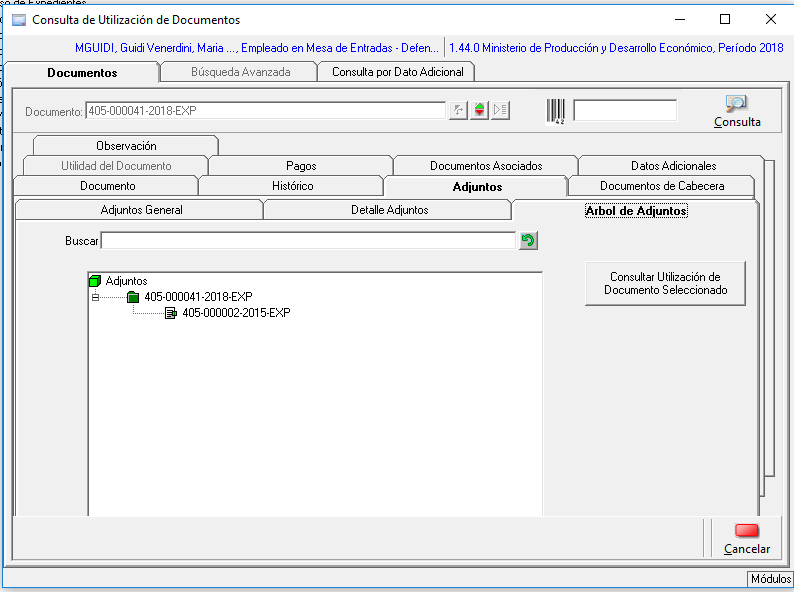 so de Expedientes
Consulta de Utilización de Documentos
MGUIDI, Guidi Venerdini, Maria ..., Empleado en Mesa de Entradas - Defen... 1.44.0 Ministerio de Producción y Desarrollo Económico, Período 2018
Documentos Búsqueda Avanzada Consulta por Dato Adicional
Documento: 405-000041-2018-EXP
42
Consulta
Observación
Utilidad del Documento Pagos Documentos Asociados Datos Adicionales
Documento Histórico Adjuntos Documentos de Cabecera
Adjuntos General Detalle Adjuntos Arbol de Adjuntos
Buscar
Adjuntos
405-000041-2018-EXP
405-000002-2015-EXP
Consultar Utilización de
Documento Seleccionado
Cancelar
Módulos